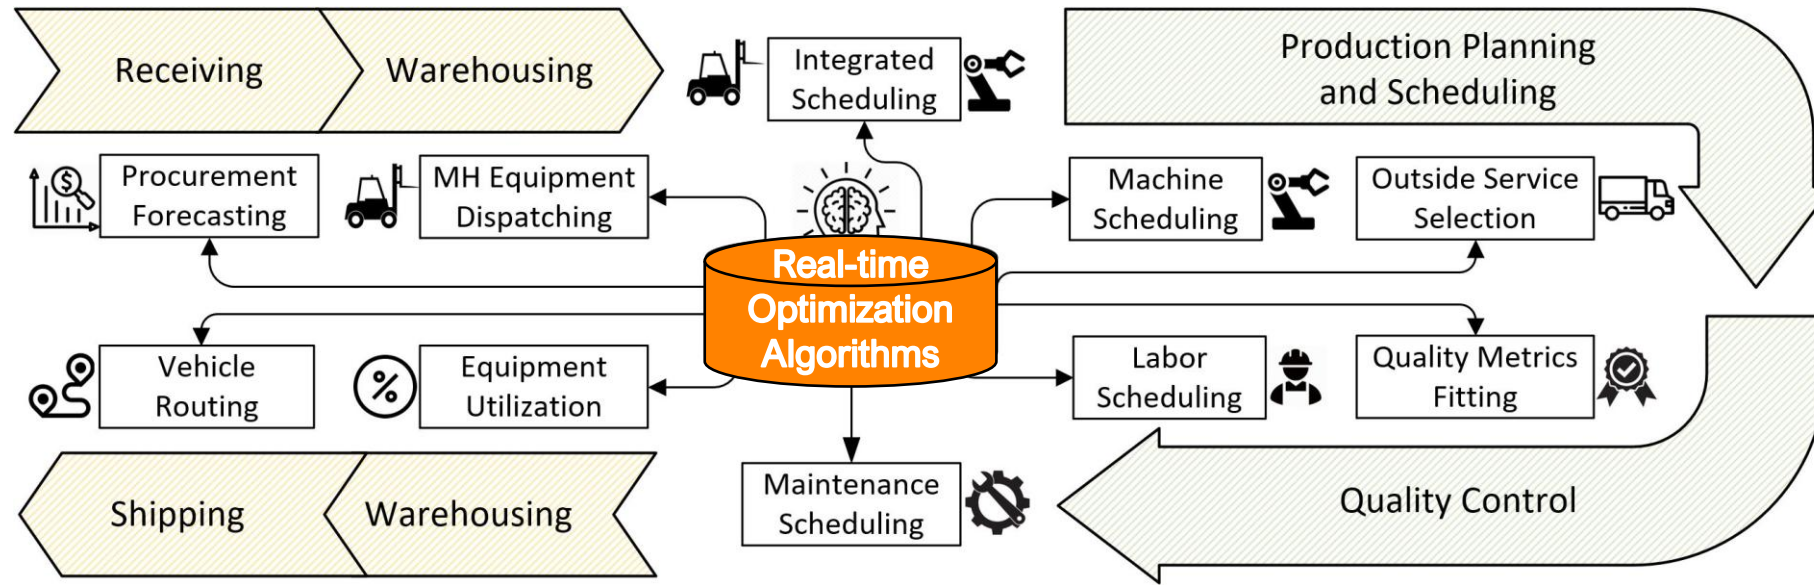 Receiving
Warehousing
Integrated
Scheduling
Production Planning
and Scheduling
Procurement
Forecasting
MH Equipment
Dispatching
Machine
Scheduling
Outside Service
Selection
Real-time
Optimization
Algorithms
Vehicle
Routing
%
Equipment
Utilization
Labor
Scheduling
Quality Metrics
Fitting
Shipping
Warehousing
Maintenance
Scheduling
Quality Control
$